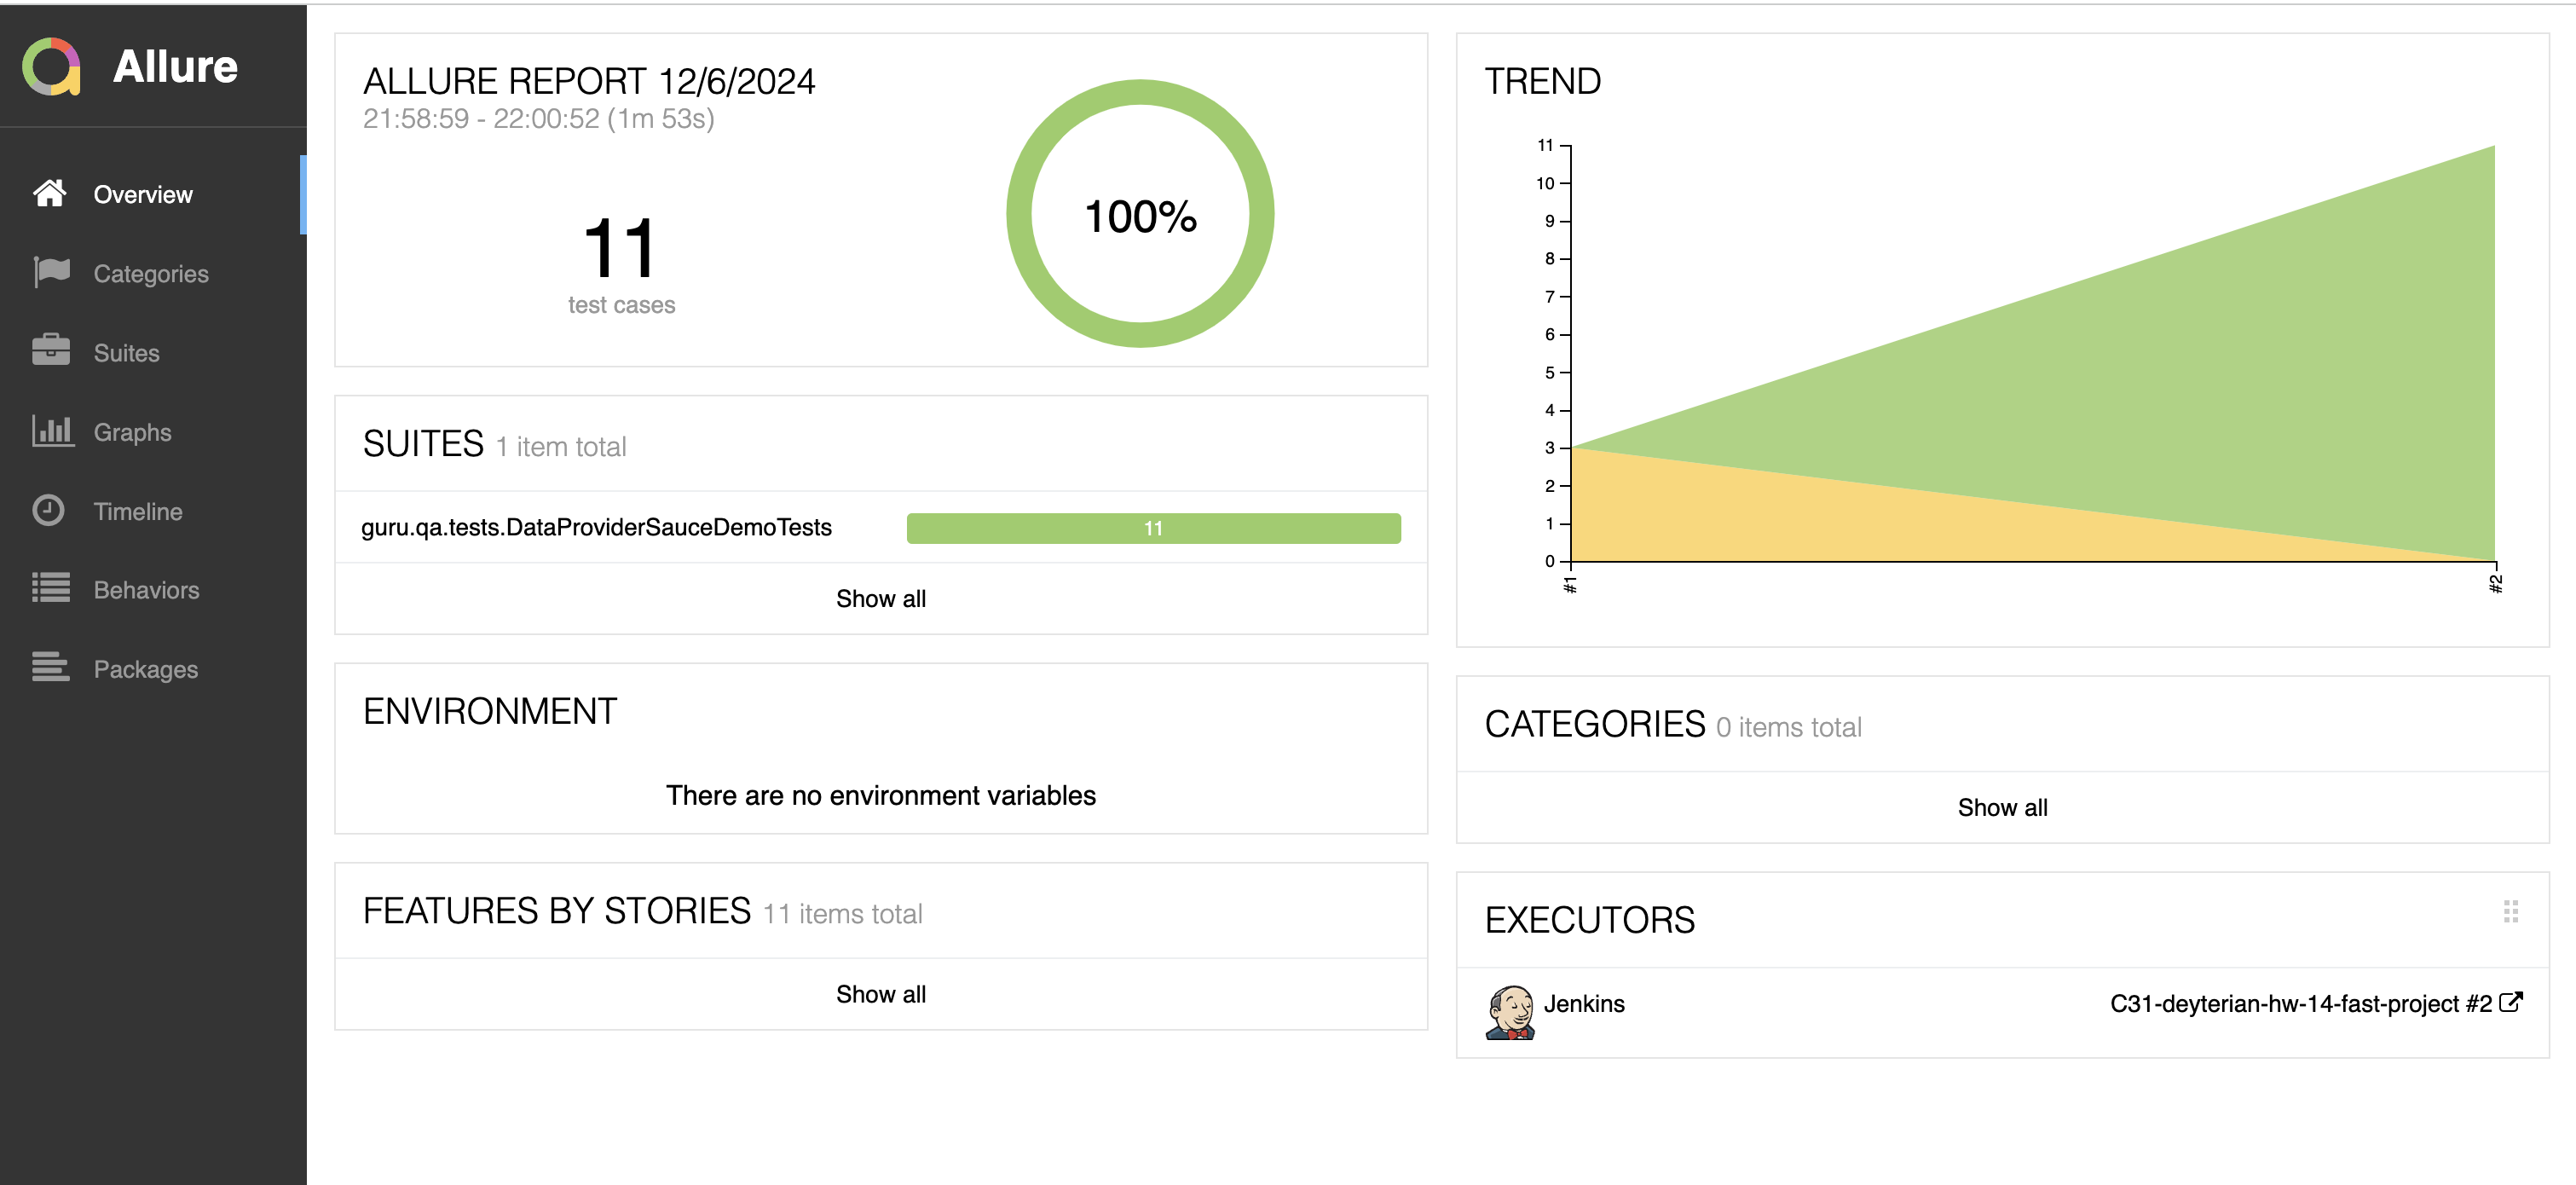 Allure
Overview
Categories
Suites
Graphs
Timeline
Behaviors
Packages
ALLURE REPORT 12/6/2024
21:58:59 - 22:00:52 (1m 53s)
11
test cases
100%
SUITES 1 item total
guru.qa.tests.DataProviderSauceDemoTests 11
Show all
ENVIRONMENT
There are no environment variables
FEATURES BY STORIES 11 items total
Show all
TREND
11
10
9
8
7
6
5
4
3
2
1
0
#1
#2
CATEGORIES 0 items total
Show all
EXECUTORS
Jenkins C31-deyterian-hw-14-fast-project #2